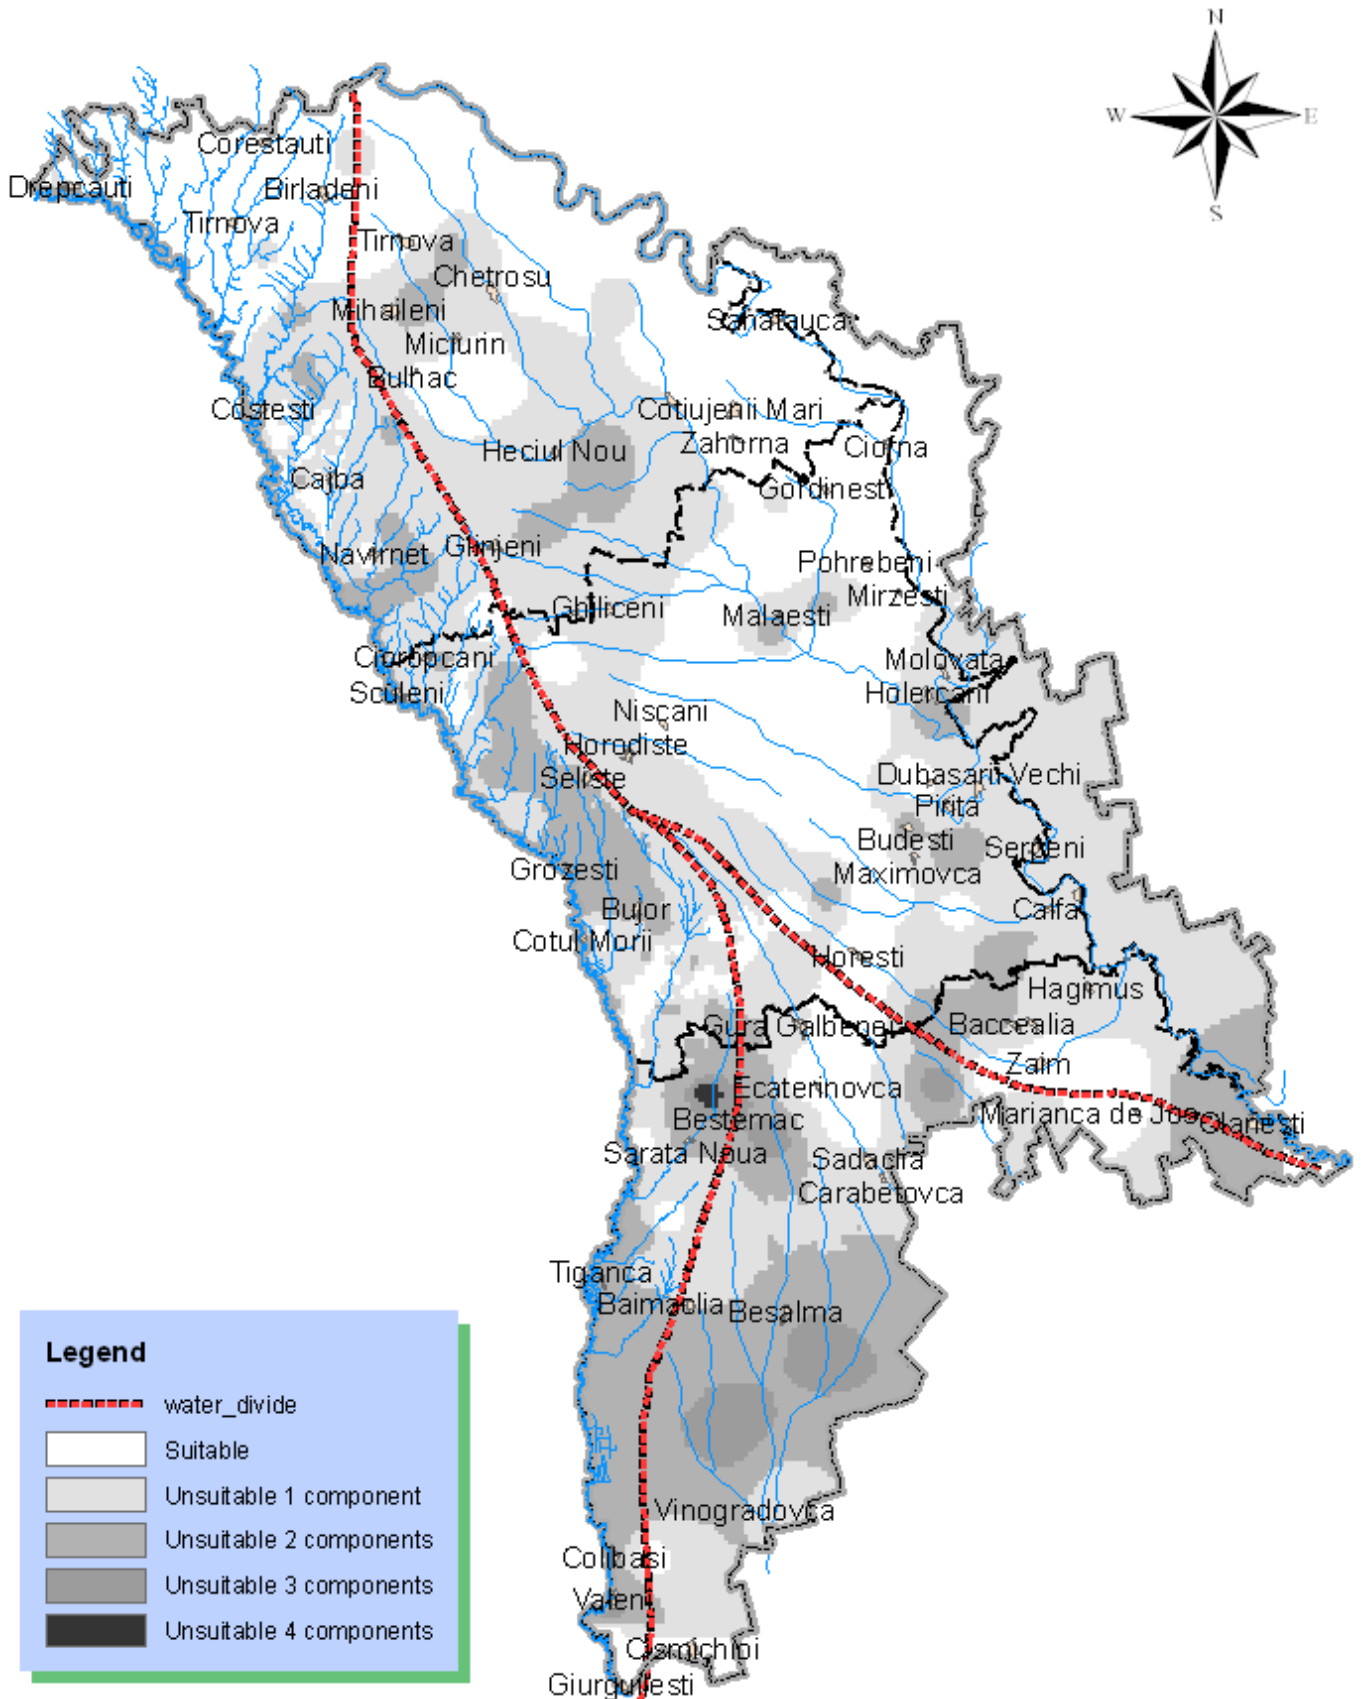 N
W
E
S
Corestauti
Drepcauti
Birladeni
Tirnova
Tirnova
Chetrosu
Mihaileni
Sanatauca
Miciurin
Bulhac
Costesti
Cotiujenii Mari
Zahorna
Ciorna
Heciul Nou
Cajba
Gordinesti
Navirnet
Glinjeni
Pohrebeni
Mirzesti
Ghiliceni
Malaesti
Cioropcani
Molovata
Sculeni
Holercani
Niscani
Horodiste
Seliste
Dubasarii Vechi
Pirita
Budesti
Serpeni
Grozesti
Maximovca
Bujor
Calfa
Cotul Morii
Horesti
Hagimus
Gura Galbenei
Baccealia
Zaim
Ecaterinovca
Bestemac
Marianca de Jos
Olanesti
Sarata Noua
Sadaclia
Carabetovca
Tiganca
Baimaclia
Besalma
Vinogradovca
Colibasi
Valeni
Cismichioi
Giurgiulesti
Legend
water_divide
Suitable
Unsuitable 1 component
Unsuitable 2 components
Unsuitable 3 components
Unsuitable 4 components